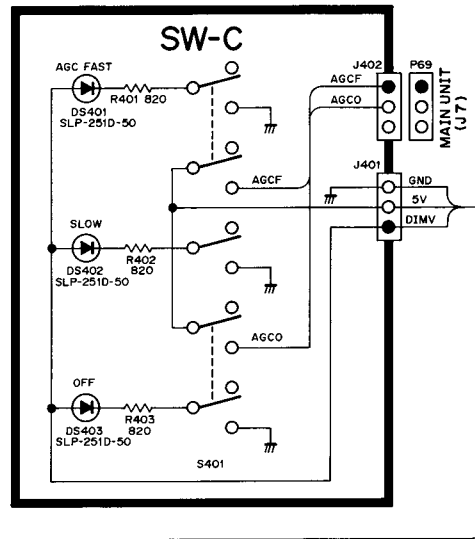 SW-C
AGC FAST
DS401
SLP-251D-50
R401 820
AGCF
J402
P69
AGCF
AGCO
MAIN UNIT
(J7)
J401
GND
5V
DIMV
SLOW
DS402
SLP-251D-50
R402
820
AGCO
OFF
DS403
SLP-251D-50
R403
820
S401